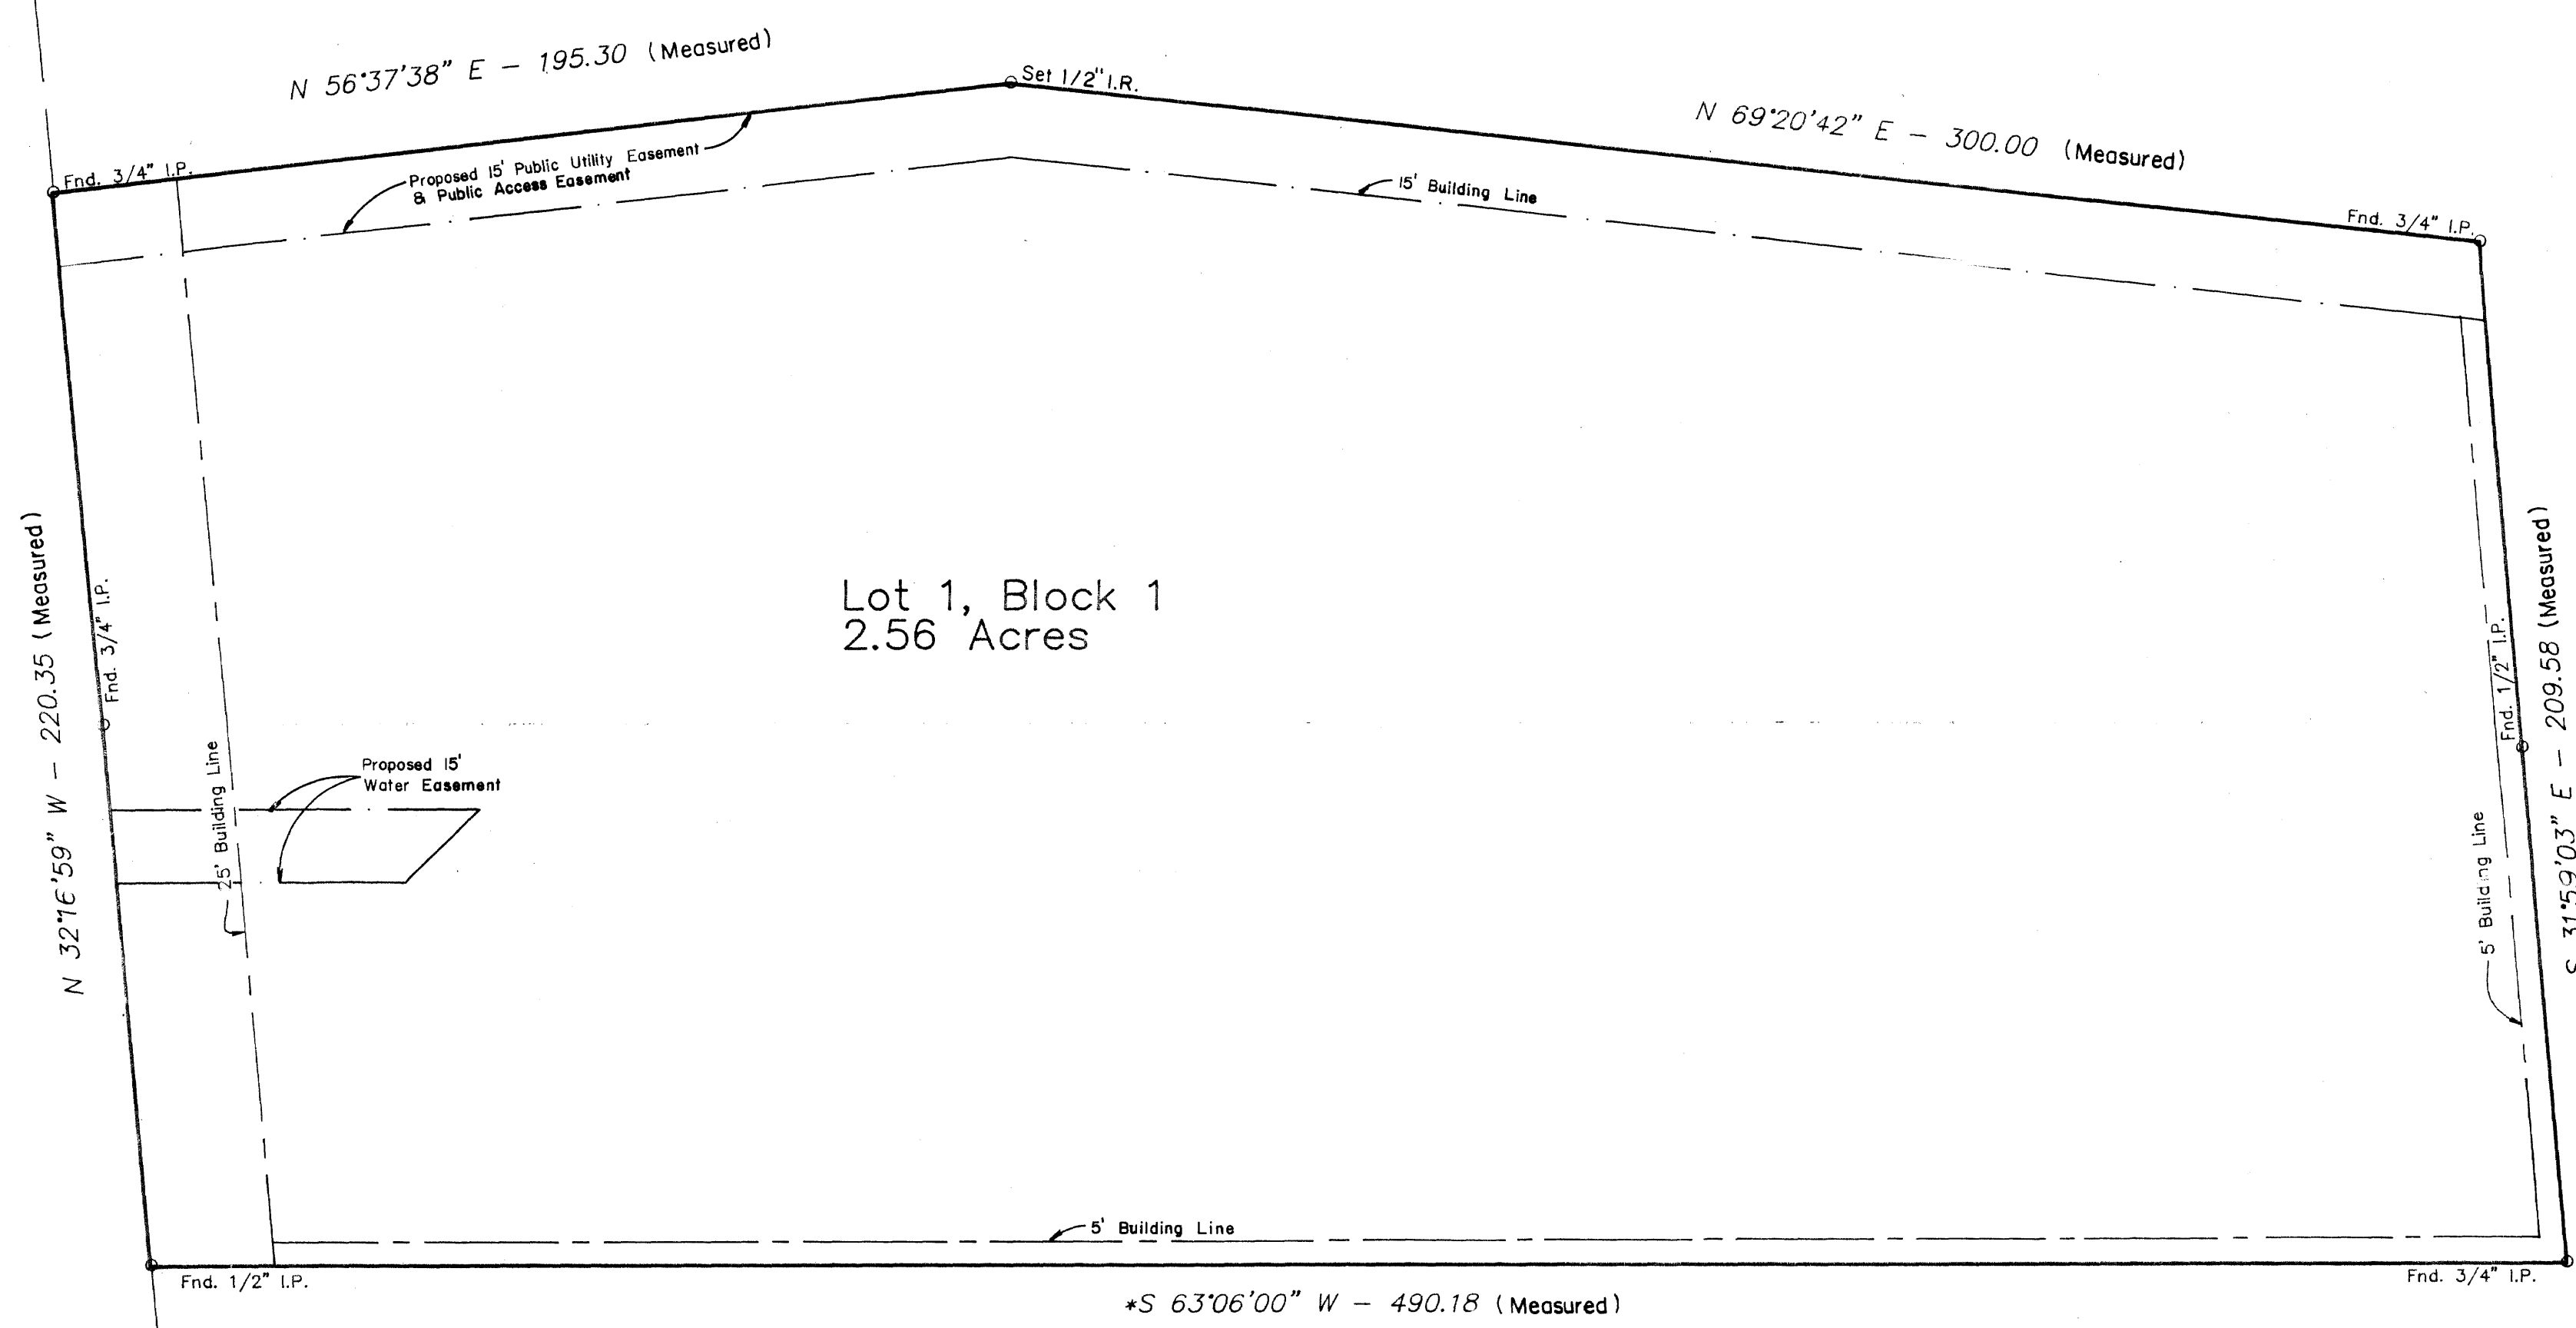 N 56°37'38" E - 195.30 (Measured)
Set 1/2" I.R.
N 69°20'42" E - 300.00 (Measured)
Fnd. 3/4" I.P.
Proposed 15' Public Utility Easement
& Public Access Easement
15' Building Line
Fnd. 3/4" I.P.
N 32°16'59" W - 220.35 (Measured)
Fnd. 3/4" I.P.
Lot 1, Block 1
2.56 Acres
Fnd. 1/2" I.P.
S 31°59'03" E - 209.58 (Measured)
25' Building Line
Proposed 15'
Water Easement
5' Building Line
5' Building Line
Fnd. 1/2" I.P.
Fnd. 3/4" I.P.
*S 63°06'00" W - 490.18 (Measured)